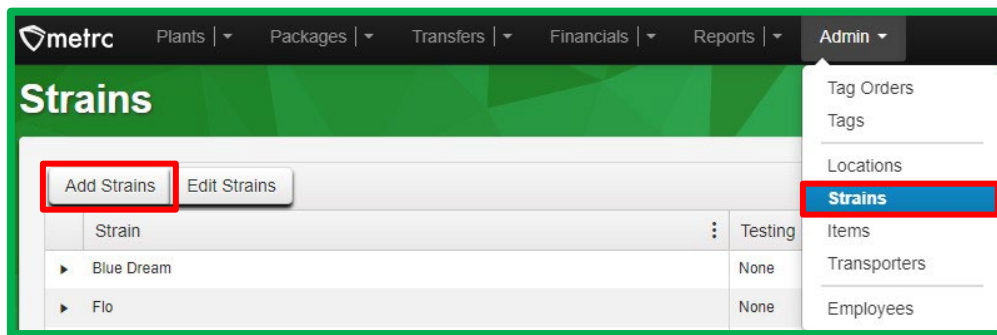 metrc Plants Packages Transfers Financials Reports Admin
Tag Orders
Strains
Tags
Locations
Add Strains Edit Strains
Strains
Strain Testing
Items
Blue Dream None
Transporters
Flo None
Employees